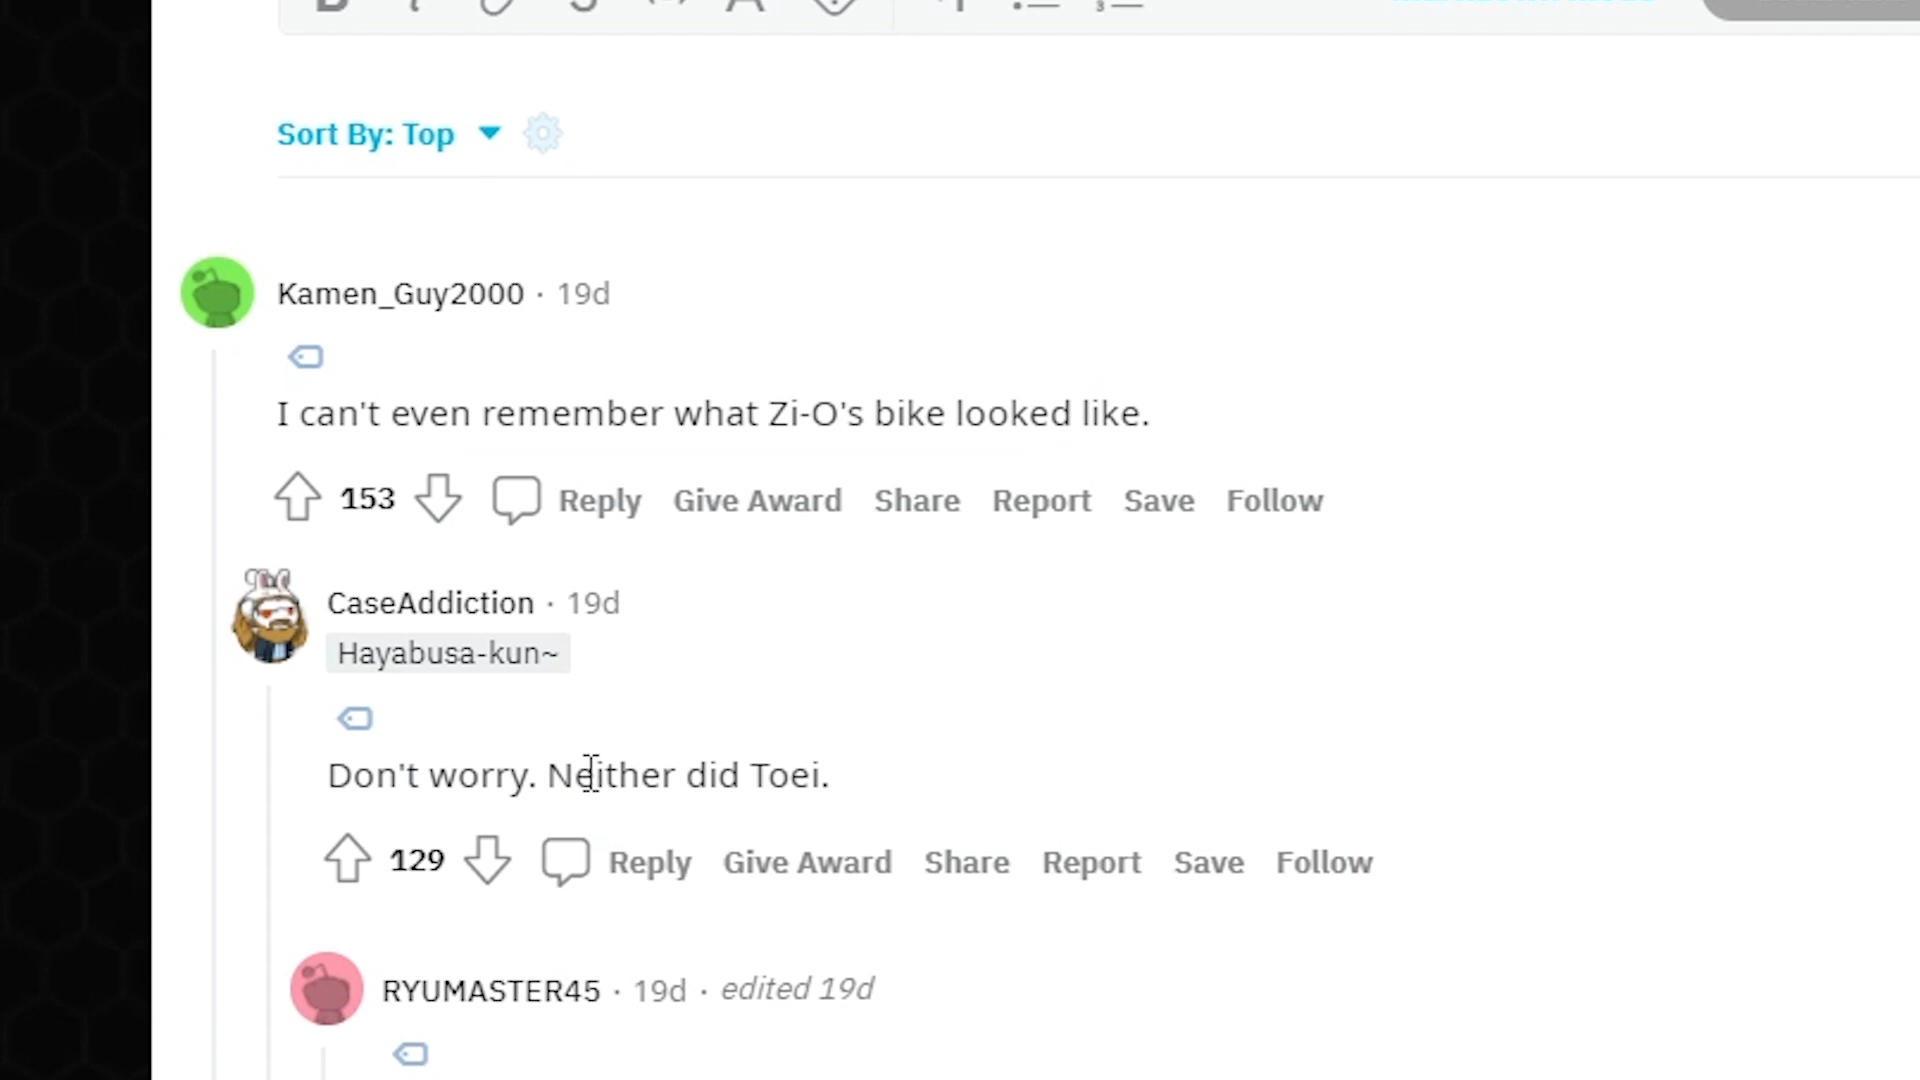 Sort By: Top
Kamen_Guy2000 · 19d
I can't even remember what Zi-O's bike looked like.
153 Reply Give Award Share Report Save Follow
CaseAddiction · 19d
Hayabusa-kun~
Don't worry. Neither did Toei.
129 Reply Give Award Share Report Save Follow
RYUMASTER45 · 19d · edited 19d